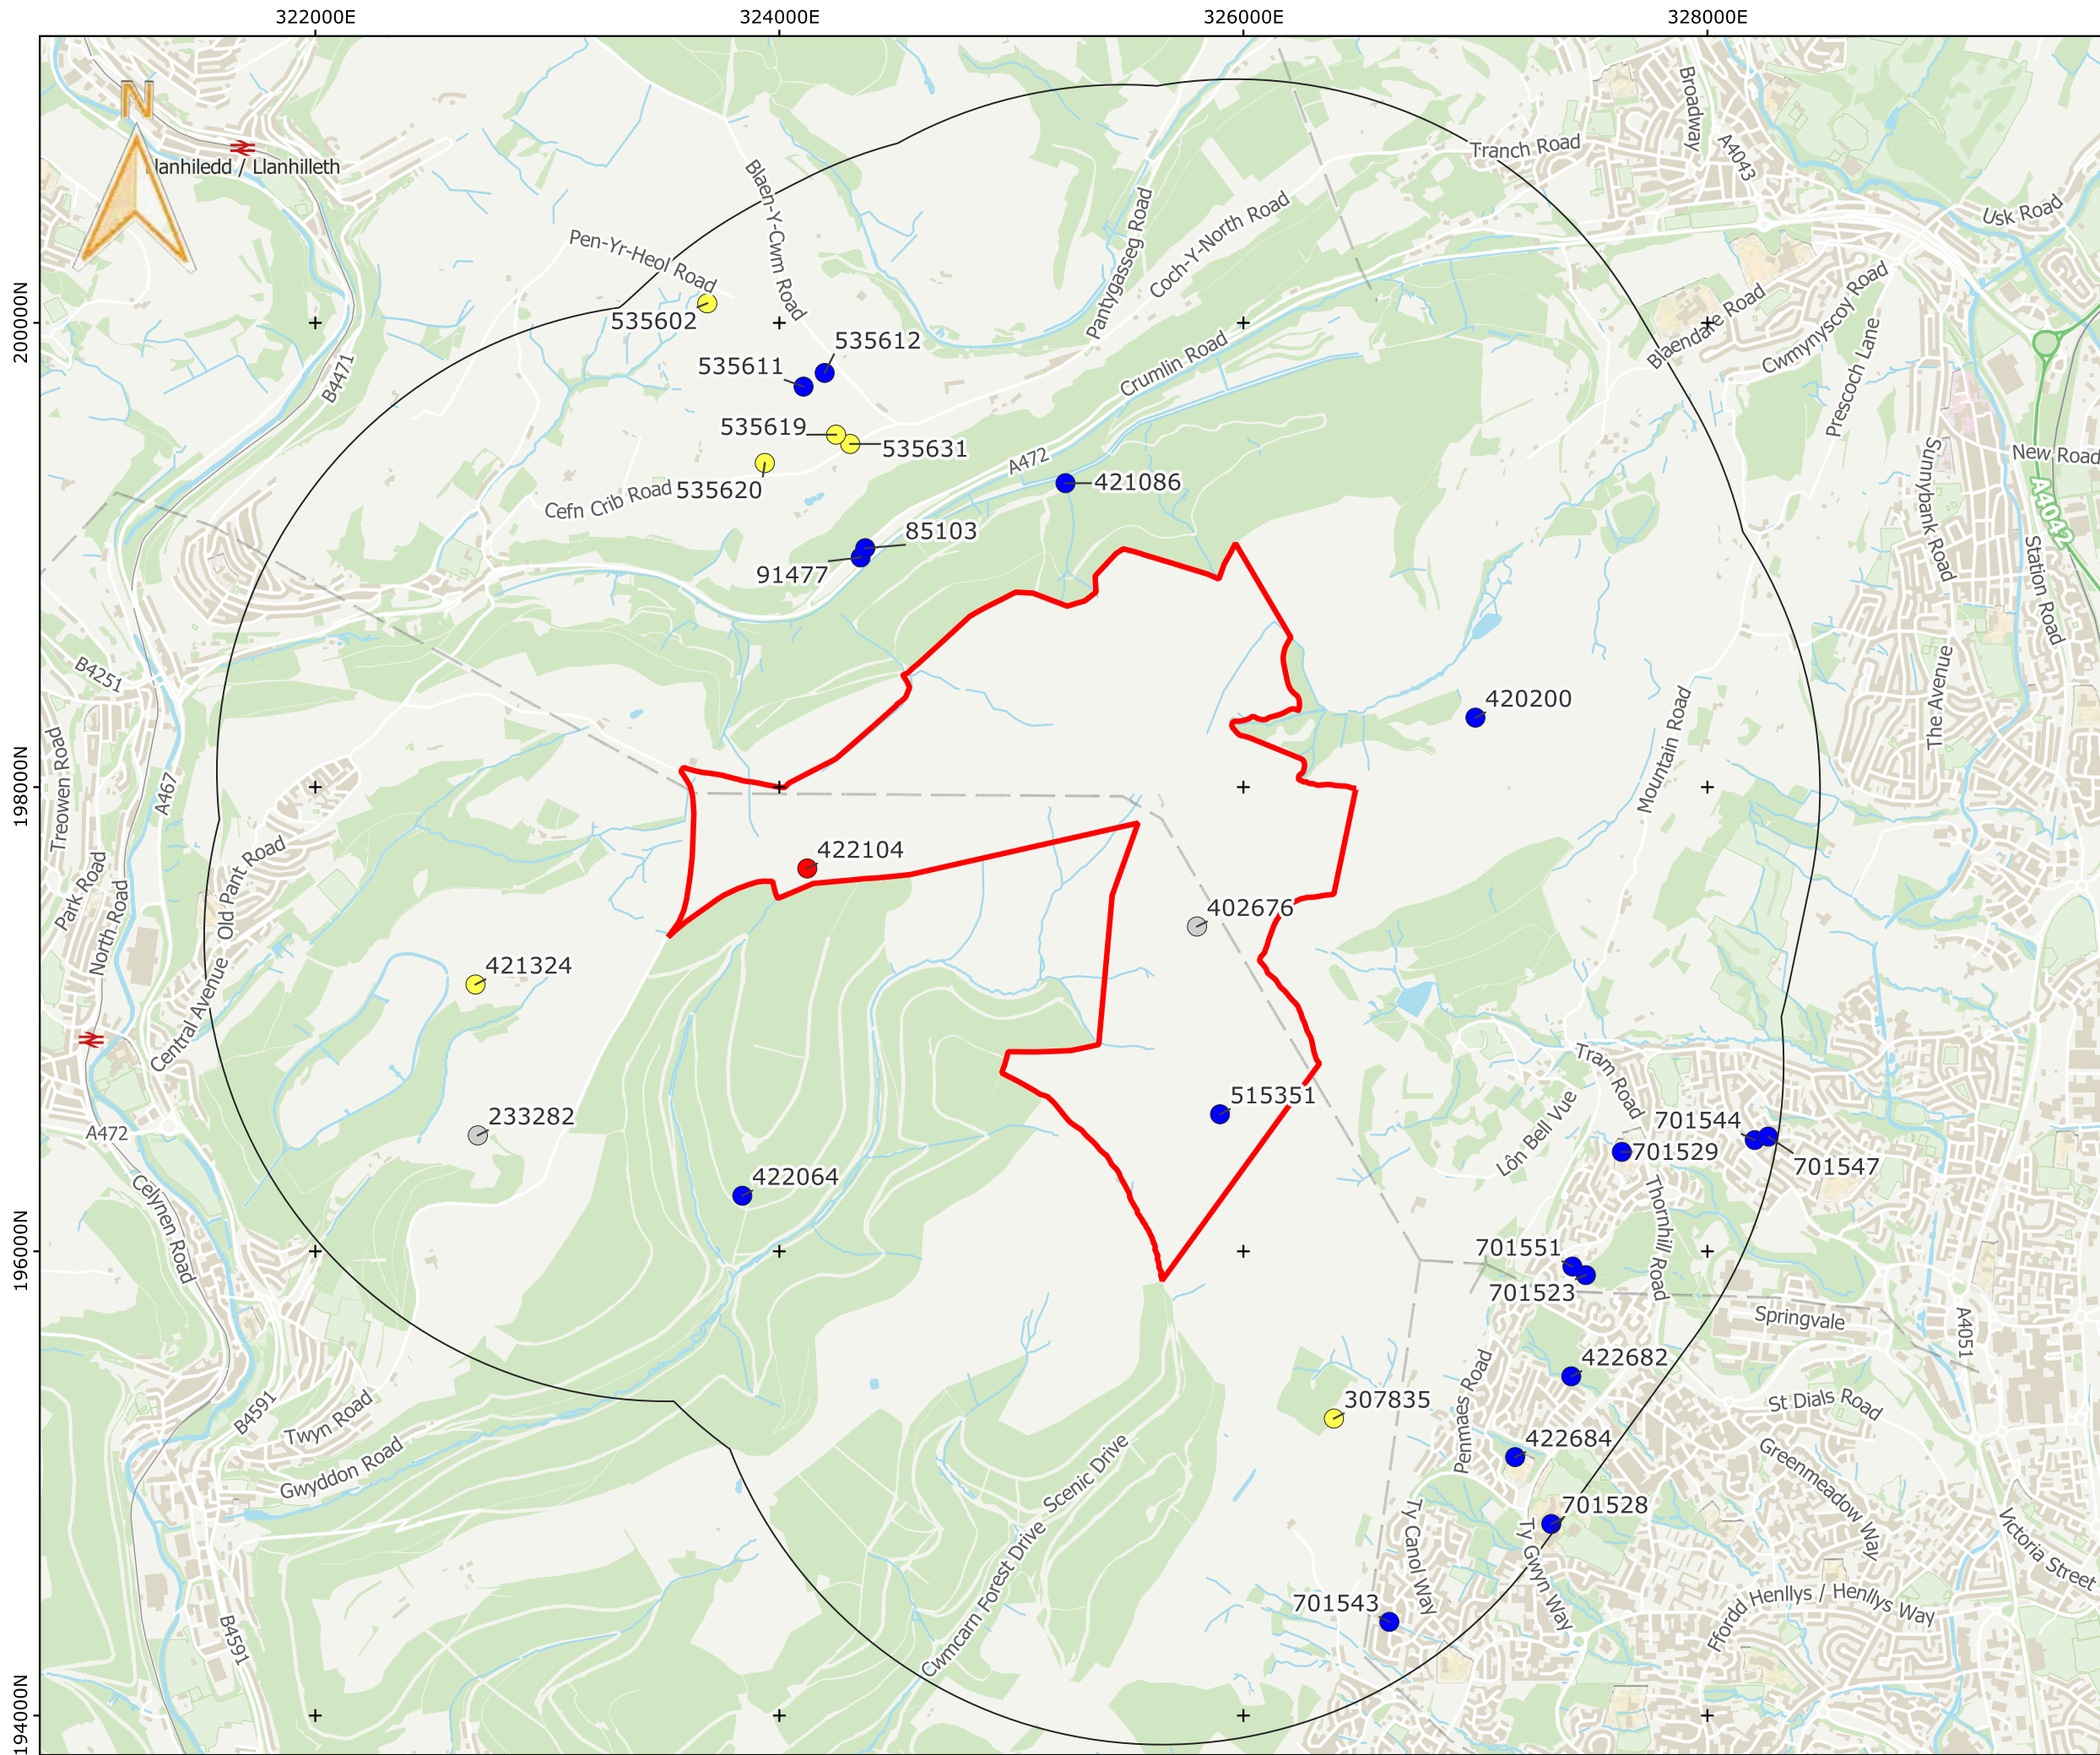 322000E
324000E
326000E
328000E
N
lanhiledd / Llanhilleth
Blaen-Y-Cwm Road
Pen-Yr-Heol Road
Pantygasseg Road
Coch-Y-North Road
Tranch Road
Broadway
A4043
Usk Road
200000N
535602
535611
535612
535619
535631
535620
Cefn Crib Road
B4471
Crumlin Road
A472
421086
85103
91477
Blaendare Road
Cwmynyscoy Road
Prescoch Lane
New Road
A4042
Sunnybank Road
Station Road
The Avenue
B4251
Treowen Road
A467
198000N
420200
Mountain Road
422104
402676
Park Road
North Road
Old Pant Road
Central Avenue
421324
233282
515351
422064
A472
Celynen Road
Tram Road
Lôn Bell Vue
701544
701529
701547
Thornhill Road
196000N
701551
701523
Springvale
A4051
422682
St Dials Road
307835
Penmaes Road
422684
Greenmeadow Way
701528
Victoria Street
B4591
Twyn Road
Gwyddon Road
Cwmcarn Forest Drive Scenic Drive
Ty Canol Way
Ty Gwyn Way
701543
Ffordd Henllys / Henllys Way
B4591
194000N